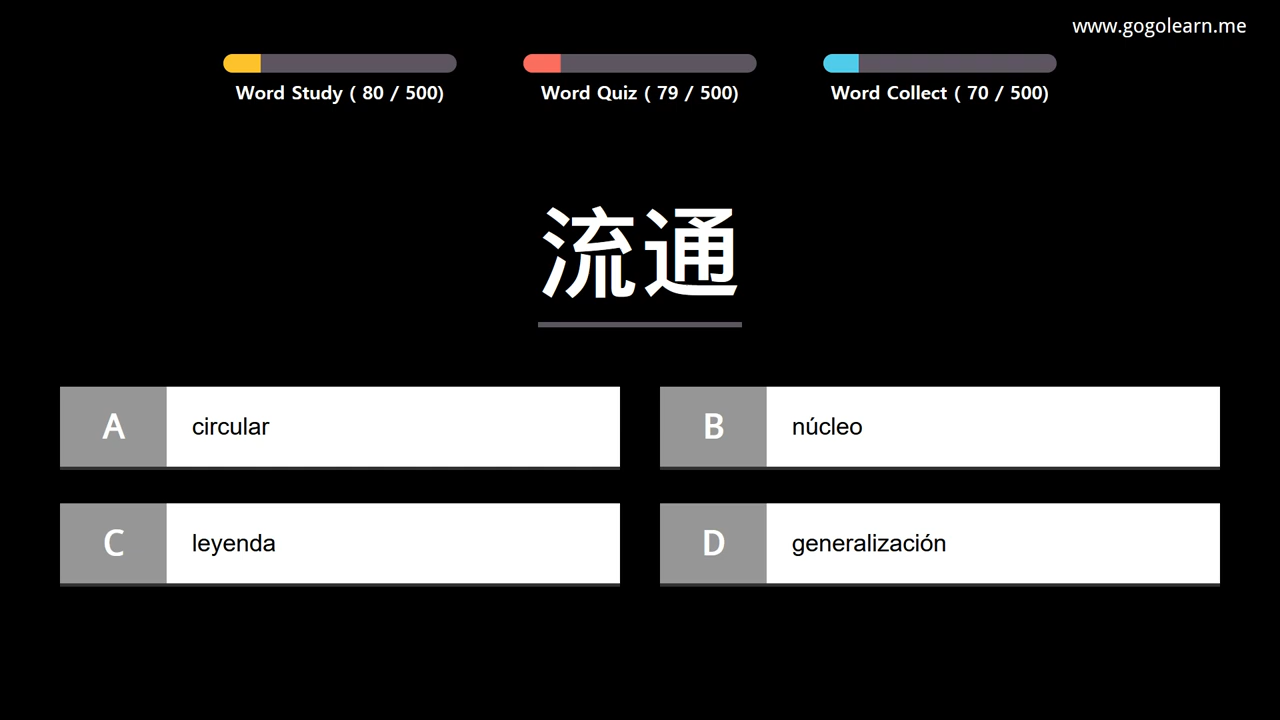 www.gogolearn.me
Word Study ( 80 / 500)
Word Quiz ( 79 / 500)
Word Collect ( 70 / 500)
流通
A circular
B núcleo
C leyenda
D generalización